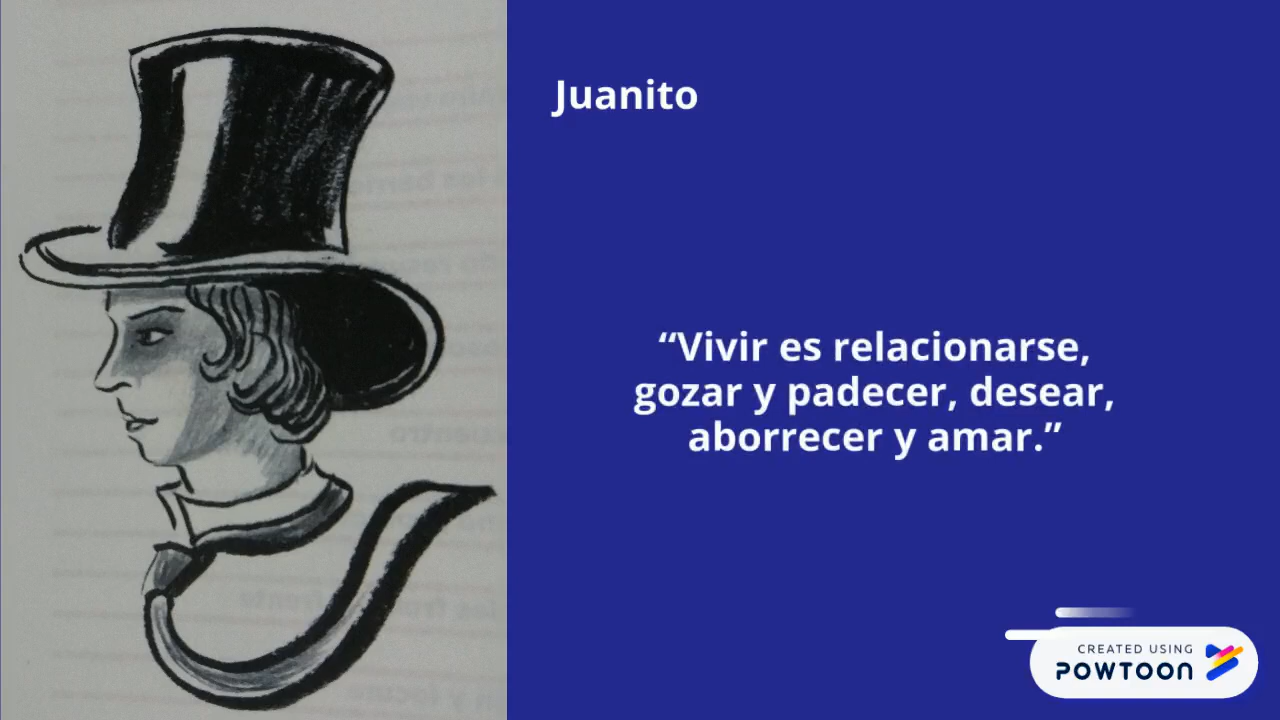 Juanito
“Vivir es relacionarse,
gozar y padecer, desear,
aborrecer y amar.”
CREATED USING
POWTOON